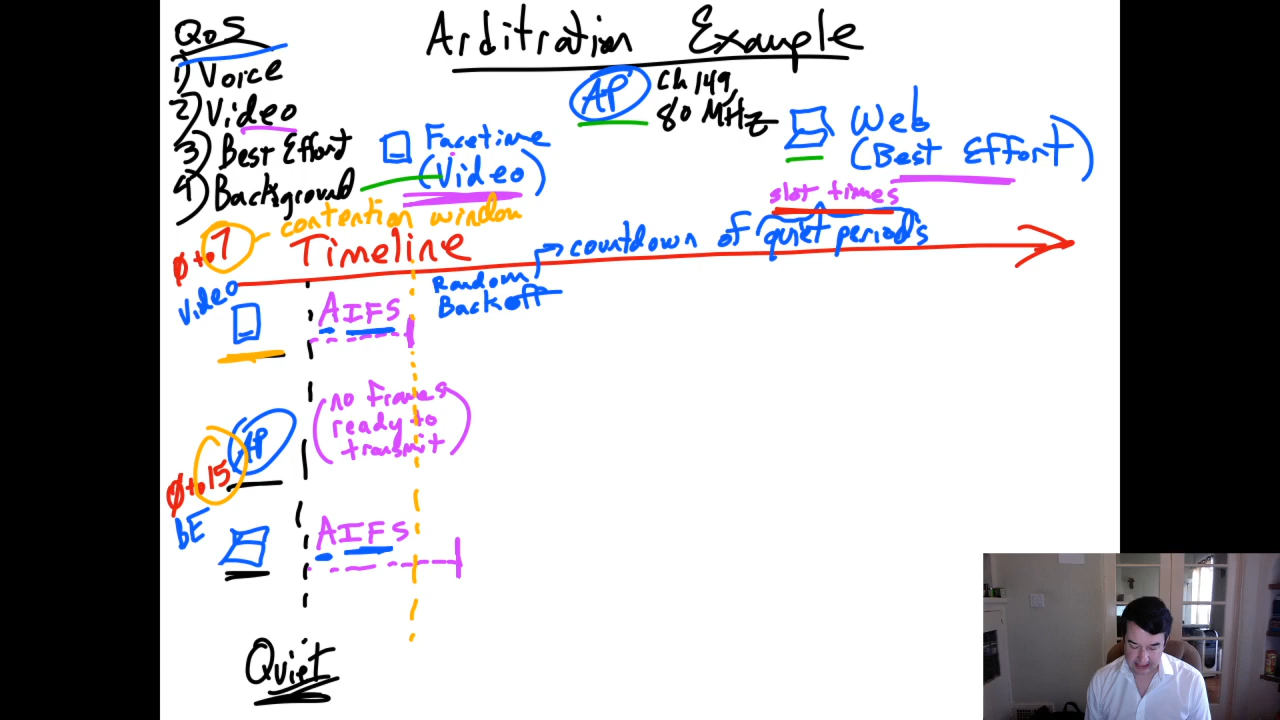 QoS
1) Voice
2) Video
3) Best Effort
4) Background
Arbitration Example
AP
Ch 149,
80 MHz
Facetime
(Video)
Web
(Best Effort)
slot times
contention window
0 to 7
Timeline
Random
Backoff
countdown of quiet periods
Video
AIFS
(no frames
ready to
transmit)
AP
0 to 15
BE
AIFS
Quiet